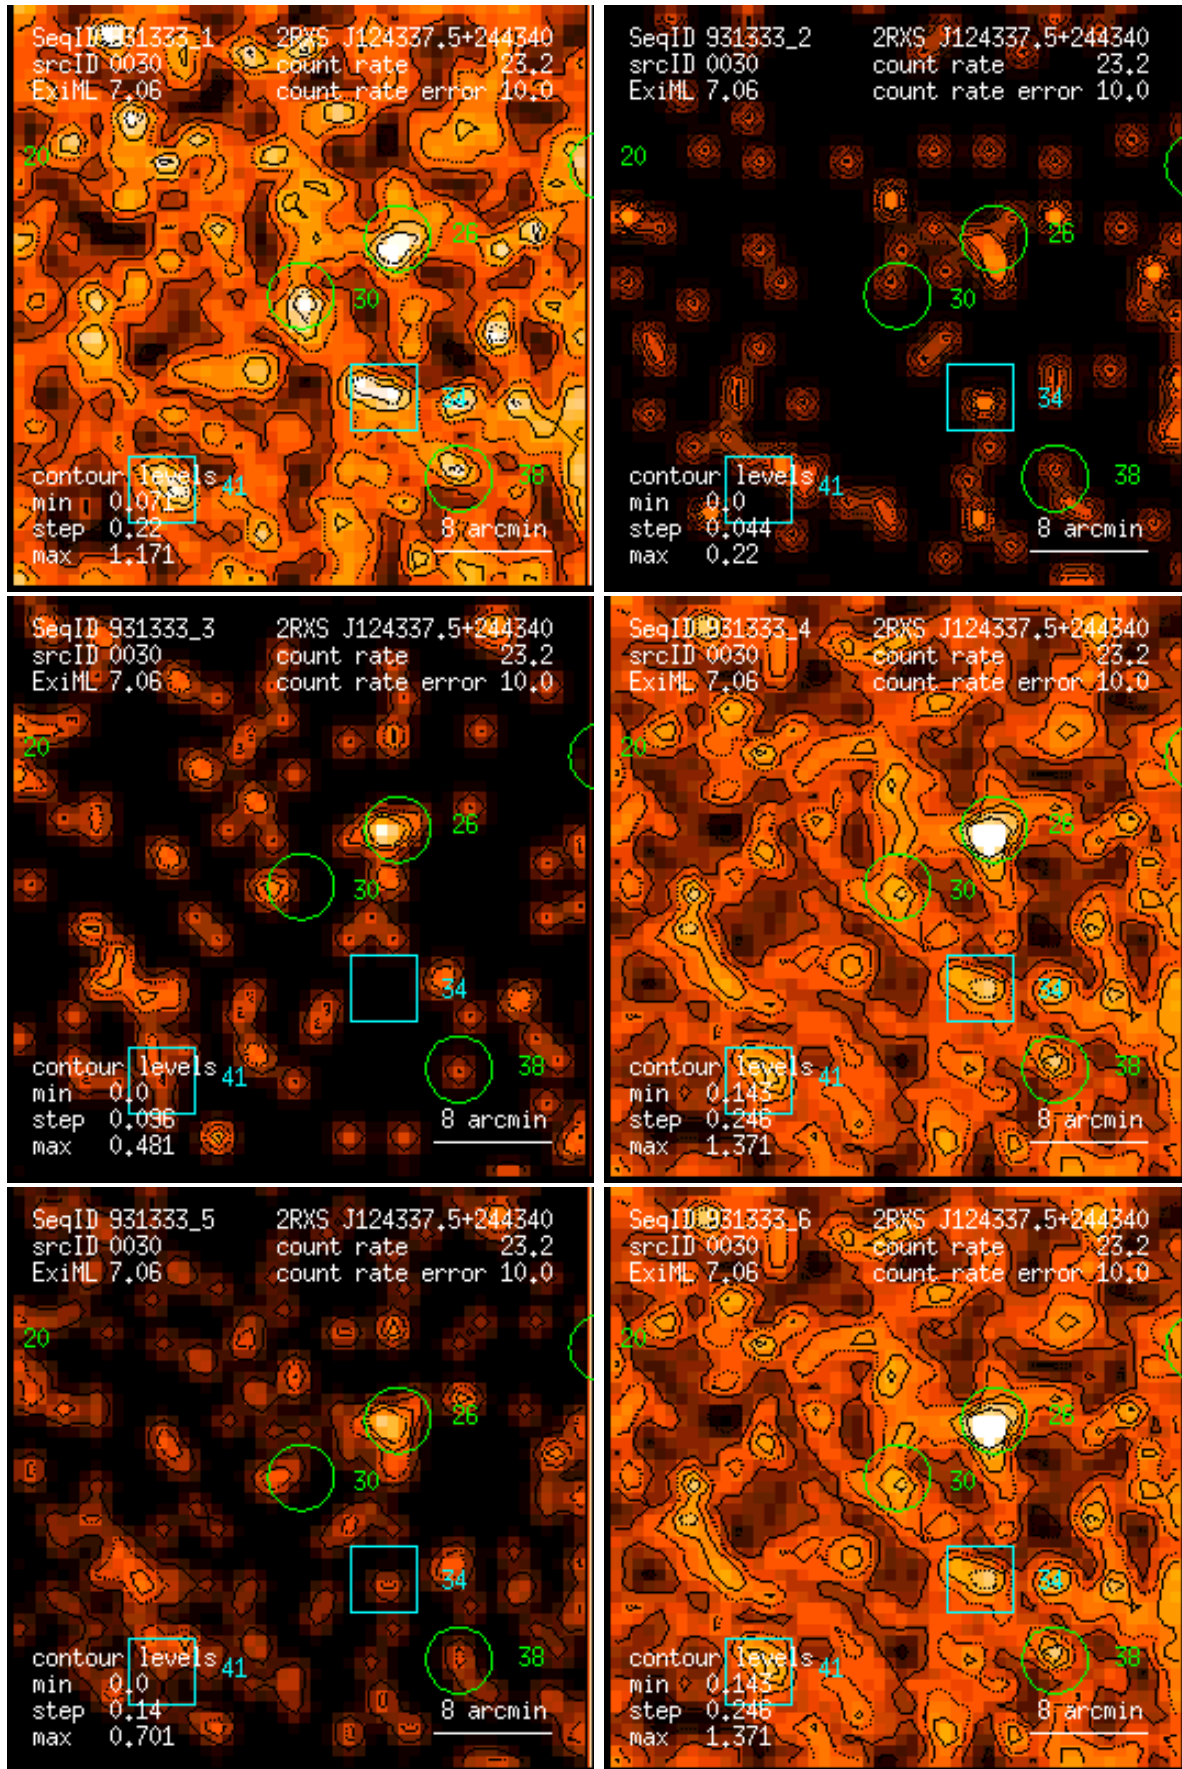 SeqID 931333_1 2RXS J124337.5+244340
srcID 0030 count rate 23.2
ExiML 7.06 count rate error 10.0
20
26
30
34
38
contour levels 41
min 0.071
step 0.22 8 arcmin
max 1.171
SeqID 931333_2 2RXS J124337.5+244340
srcID 0030 count rate 23.2
ExiML 7.06 count rate error 10.0
20
26
30
34
38
contour levels 41
min 0.0
step 0.044 8 arcmin
max 0.22
SeqID 931333_3 2RXS J124337.5+244340
srcID 0030 count rate 23.2
ExiML 7.06 count rate error 10.0
20
26
30
34
38
contour levels 41
min 0.0
step 0.096 8 arcmin
max 0.481
SeqID 931333_4 2RXS J124337.5+244340
srcID 0030 count rate 23.2
ExiML 7.06 count rate error 10.0
20
26
30
34
38
contour levels 41
min 0.143
step 0.246 8 arcmin
max 1.371
SeqID 931333_5 2RXS J124337.5+244340
srcID 0030 count rate 23.2
ExiML 7.06 count rate error 10.0
20
26
30
34
38
contour levels 41
min 0.0
step 0.14 8 arcmin
max 0.701
SeqID 931333_6 2RXS J124337.5+244340
srcID 0030 count rate 23.2
ExiML 7.06 count rate error 10.0
20
26
30
34
38
contour levels 41
min 0.143
step 0.246 8 arcmin
max 1.371